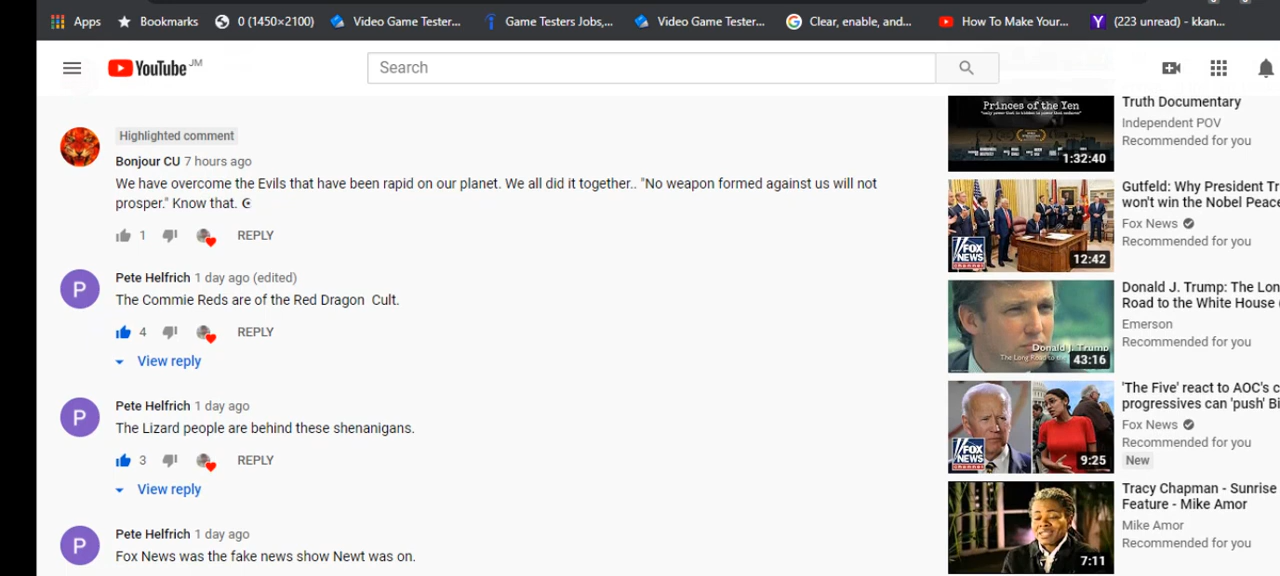 Apps
Bookmarks
0 (1450×2100)
Video Game Tester...
Game Testers Jobs,...
Video Game Tester...
Clear, enable, and...
How To Make Your...
(223 unread) - kkan...
YouTube JM
Search
Highlighted comment
Bonjour CU 7 hours ago
We have overcome the Evils that have been rapid on our planet. We all did it together.. "No weapon formed against us will not
prosper." Know that. ☪
1
REPLY
P
Pete Helfrich 1 day ago (edited)
The Commie Reds are of the Red Dragon Cult.
4
REPLY
View reply
P
Pete Helfrich 1 day ago
The Lizard people are behind these shenanigans.
3
REPLY
View reply
P
Pete Helfrich 1 day ago
Fox News was the fake news show Newt was on.
Princes of the Yen
1:32:40
Truth Documentary
Independent POV
Recommended for you
FOX
NEWS
channel
12:42
Gutfeld: Why President Tr
won't win the Nobel Peace
Fox News
Recommended for you
Donald J. Trump
The Long Road to the
43:16
Donald J. Trump: The Lon
Road to the White House (
Emerson
Recommended for you
FOX
NEWS
channel
9:25
'The Five' react to AOC's c
progressives can 'push' Bi
Fox News
Recommended for you
New
7:11
Tracy Chapman - Sunrise
Feature - Mike Amor
Mike Amor
Recommended for you